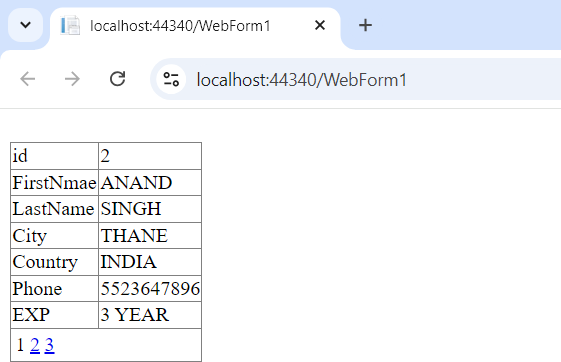 localhost:44340/WebForm1
localhost:44340/WebForm1
id 2
FirstNmae ANAND
LastName SINGH
City THANE
Country INDIA
Phone 5523647896
EXP 3 YEAR
1 2 3